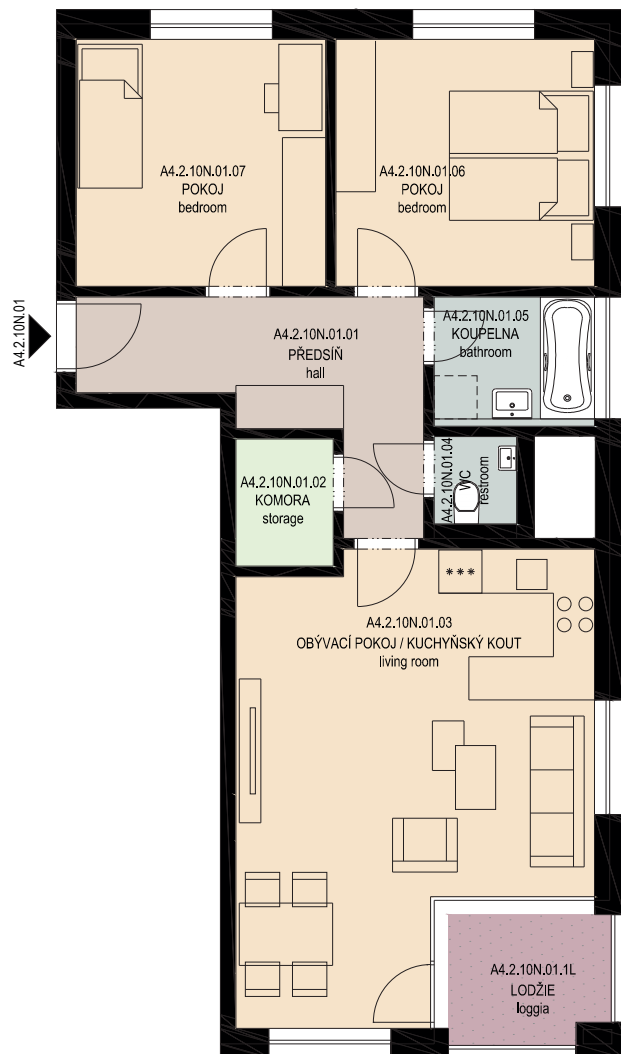 A4.2.10N.01.07
POKOJ
bedroom
A4.2.10N.01.06
POKOJ
bedroom
A4.2.10N.01
A4.2.10N.01.01
PŘEDSÍŇ
hall
A4.2.10N.01.05
KOUPELNA
bathroom
A4.2.10N.01.02
KOMORA
storage
A4.2.10N.01.04
WC
restroom
A4.2.10N.01.03
OBÝVACÍ POKOJ / KUCHYŇSKÝ KOUT
living room
A4.2.10N.01.1L
LODŽIE
loggia